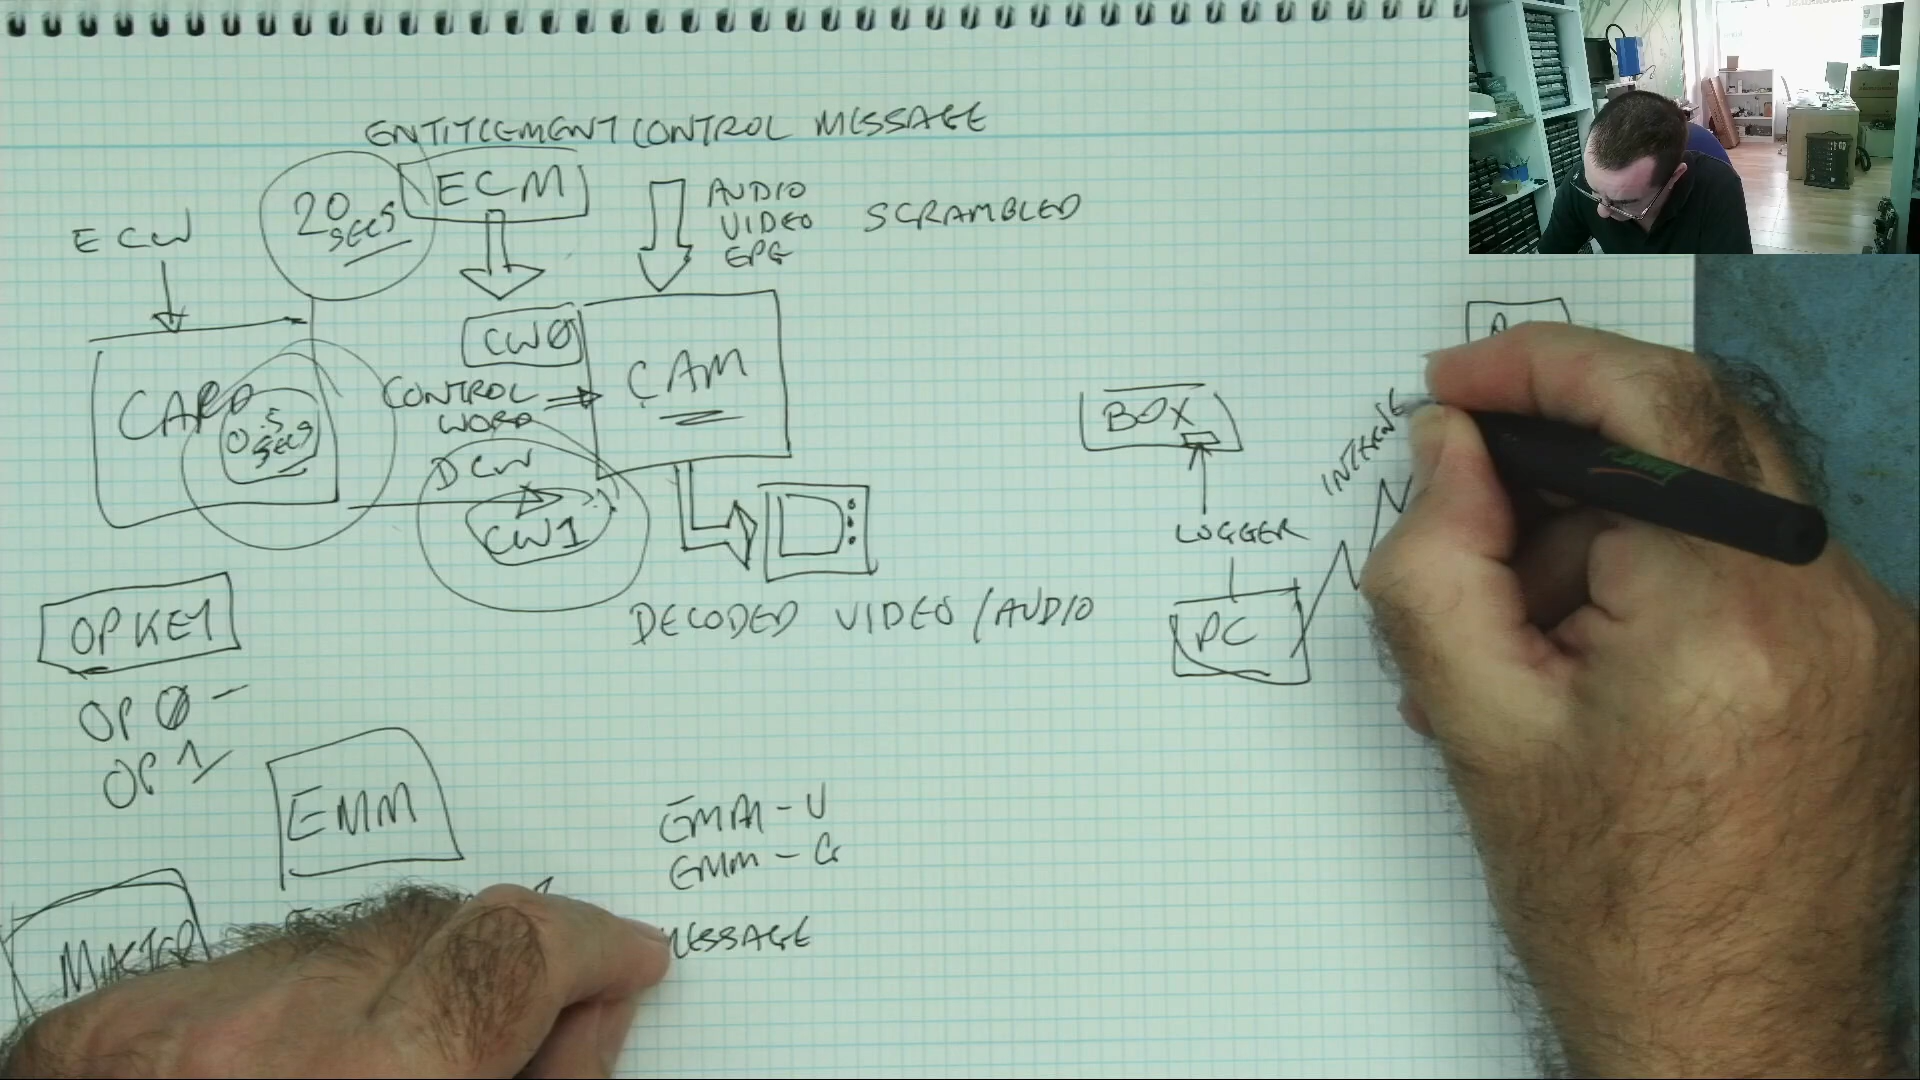 ENTITLEMENT CONTROL MESSAGE
20 SECS
ECM
AUDIO
VIDEO
EPG
SCRAMBLED
ECW
CW0
CARD
0.5 SECS
CONTROL
WORD
CAM
DCW
CW1
BOX
LOGGER
PC
DECODED VIDEO / AUDIO
OP KEY
OP 0 -
OP 1
EMM
EMM - U
EMM - G
MESSAGE
MASTER